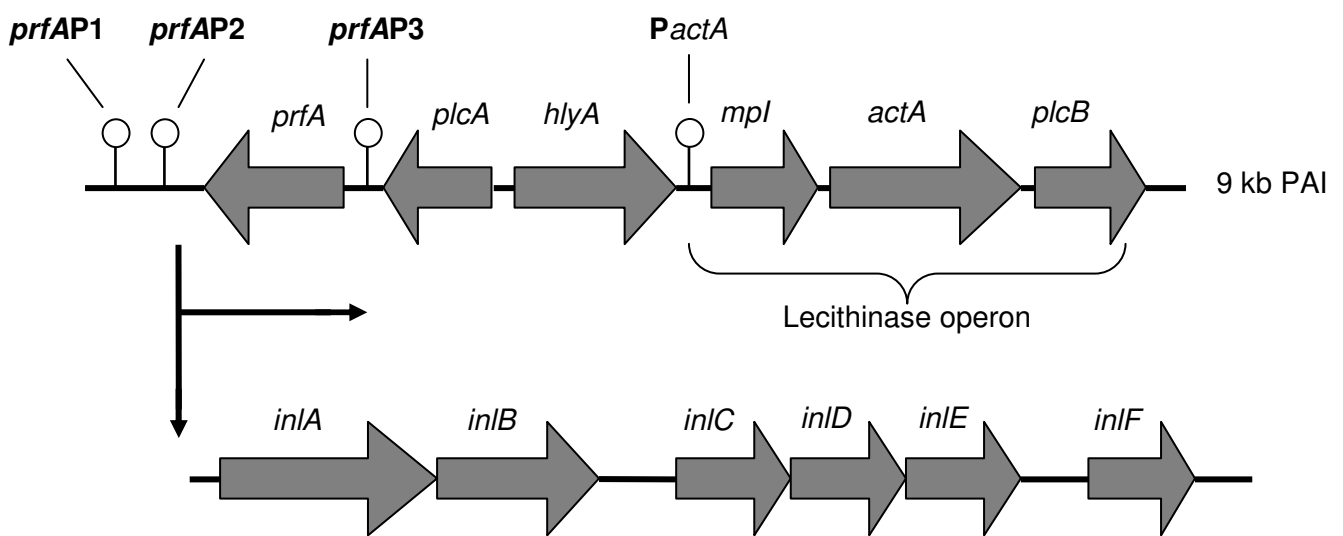 prfAP1 prfAP2 prfAP3 PactA
prfA plcA hlyA mpl actA plcB
9 kb PAI
Lecithinase operon
inlA inlB inlC inlD inlE inlF